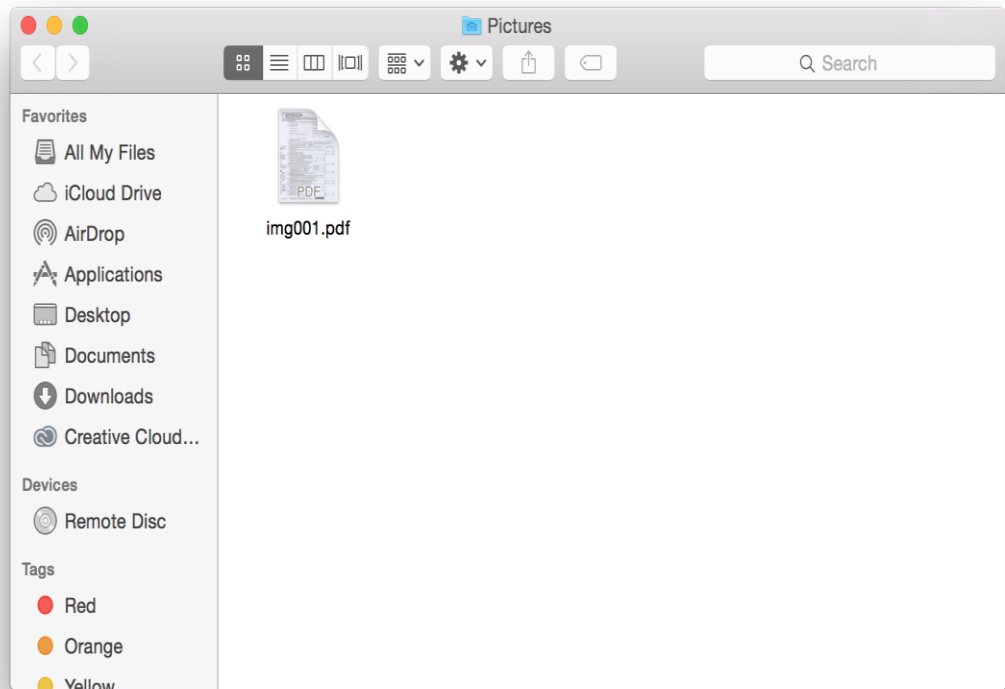 Pictures
Search
Favorites
All My Files
iCloud Drive
AirDrop
Applications
Desktop
Documents
Downloads
Creative Cloud...
Devices
Remote Disc
Tags
Red
Orange
Yellow
PDF
img001.pdf